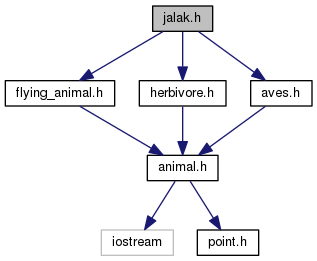 jalak.h
flying_animal.h
herbivore.h
aves.h
animal.h
iostream
point.h